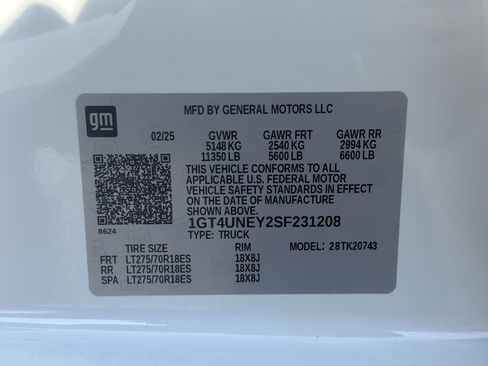 gm
MFD BY GENERAL MOTORS LLC
02/25 GVWR GAWR FRT GAWR RR
5148 KG 2540 KG 2994 KG
11350 LB 5600 LB 6600 LB
THIS VEHICLE CONFORMS TO ALL
APPLICABLE U.S. FEDERAL MOTOR
VEHICLE SAFETY STANDARDS IN EFFECT
ON THE DATE OF MANUFACTURE
SHOWN ABOVE.
8624
1GT4UNEY2SF231208
TYPE: TRUCK
TIRE SIZE RIM MODEL: 28TK20743
FRT LT275/70R18ES 18X8J
RR LT275/70R18ES 18X8J
SPA LT275/70R18ES 18X8J